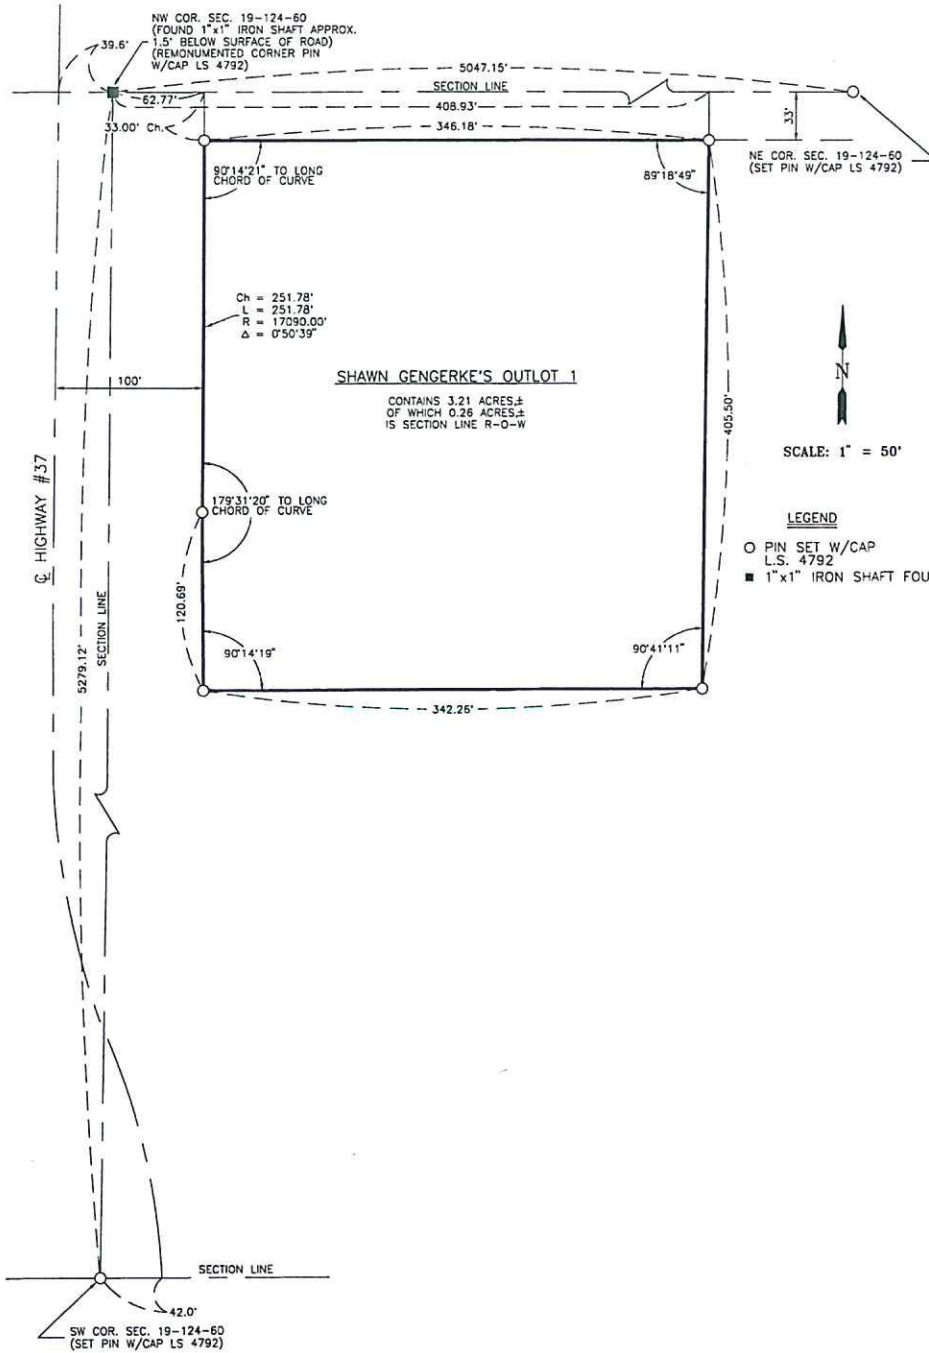 NW COR. SEC. 19-124-60
(FOUND 1"x1" IRON SHAFT APPROX.
1.5' BELOW SURFACE OF ROAD)
(REMONUMENTED CORNER PIN
W/CAP LS 4792)
39.6'
5047.15'
SECTION LINE
62.77'
408.93'
33.00' Ch.
346.18'
33'
NE COR. SEC. 19-124-60
(SET PIN W/CAP LS 4792)
90°14'21" TO LONG
CHORD OF CURVE
89°18'49"
Ch = 251.78'
L = 251.78'
R = 17090.00'
Δ = 0°50'39"
100'
SHAWN GENGERKE'S OUTLOT 1
CONTAINS 3.21 ACRES,±
OF WHICH 0.26 ACRES,±
IS SECTION LINE R-O-W
405.50'
N
SCALE: 1" = 50'
℄ HIGHWAY #37
179°31'20" TO LONG
CHORD OF CURVE
LEGEND
PIN SET W/CAP
L.S. 4792
1"x1" IRON SHAFT FOU
120.69'
5279.12'
SECTION LINE
90°14'19"
90°41'11"
342.26'
SECTION LINE
42.0'
SW COR. SEC. 19-124-60
(SET PIN W/CAP LS 4792)